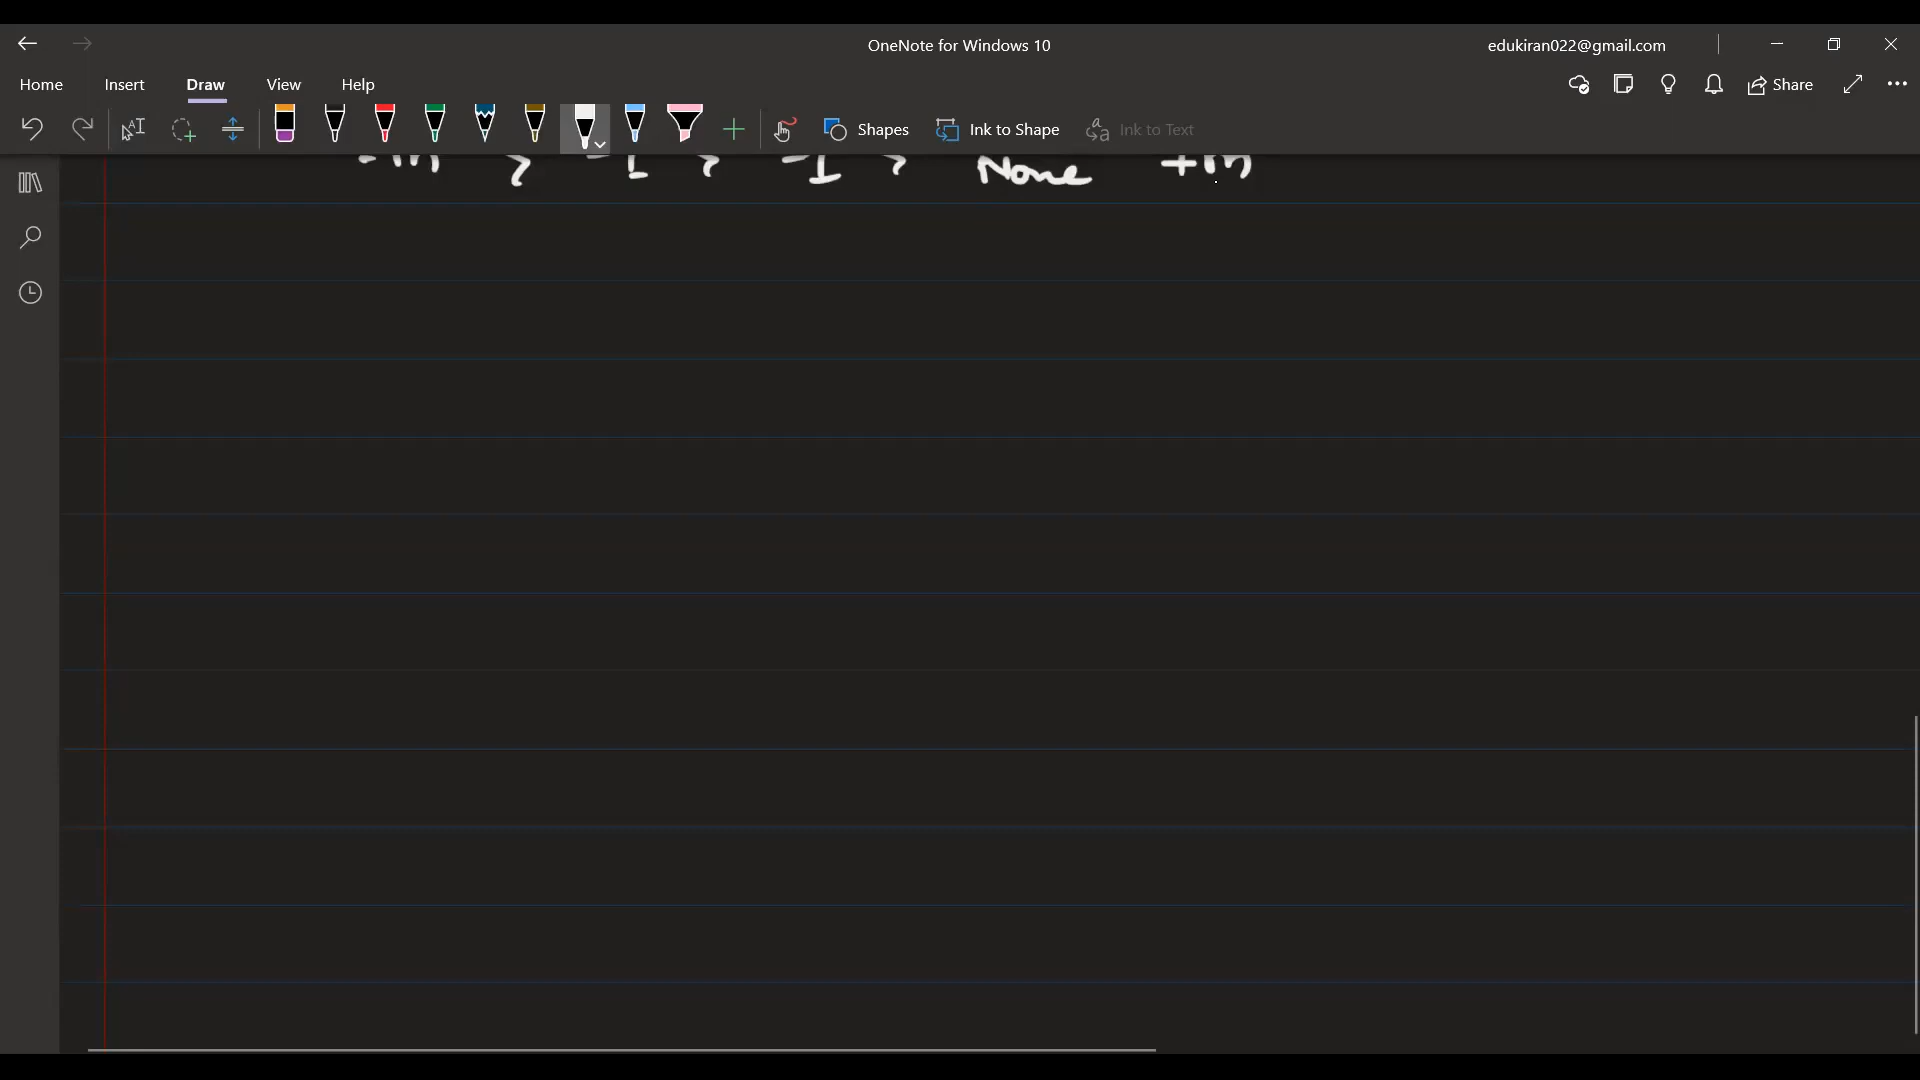 OneNote for Windows 10
edukiran022@gmail.com
Home Insert Draw View Help
Share
Shapes
Ink to Shape
Ink to Text
None